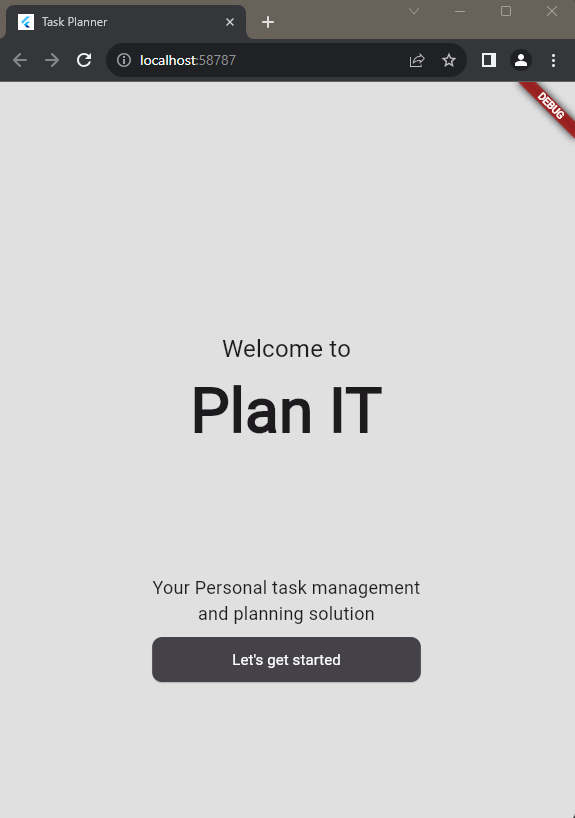 Task Planner
localhost:58787
DEBUG
Welcome to
Plan IT
Your Personal task management
and planning solution
Let's get started